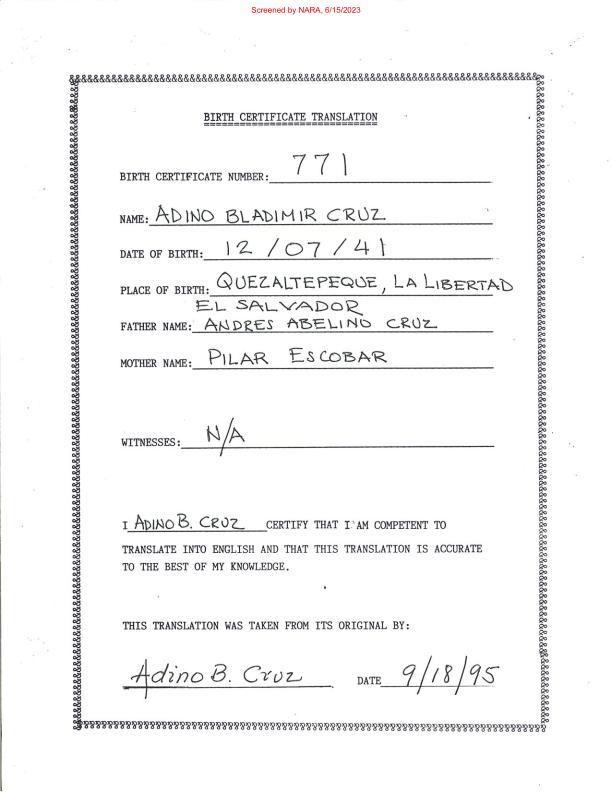 Screened by NARA, 6/15/2023
BIRTH CERTIFICATE TRANSLATION
BIRTH CERTIFICATE NUMBER: 771
NAME: ADINO BLADIMIR CRUZ
DATE OF BIRTH: 12/07/41
PLACE OF BIRTH: QUEZALTEPEQUE, LA LIBERTAD
EL SALVADOR
FATHER NAME: ANDRES ABELINO CRUZ
MOTHER NAME: PILAR ESCOBAR
WITNESSES: N/A
I ADINO B. CRUZ CERTIFY THAT I AM COMPETENT TO
TRANSLATE INTO ENGLISH AND THAT THIS TRANSLATION IS ACCURATE
TO THE BEST OF MY KNOWLEDGE.
THIS TRANSLATION WAS TAKEN FROM ITS ORIGINAL BY:
Adino B. Cruz DATE 9/18/95